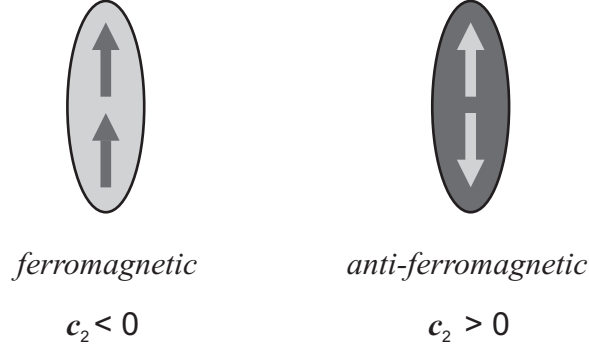 ferromagnetic
anti-ferromagnetic
c₂ < 0
c₂ > 0